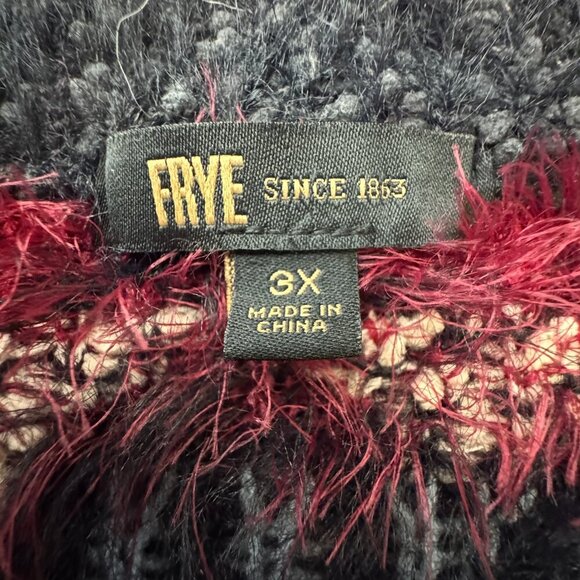 FRYE SINCE 1863
3X
MADE IN
CHINA